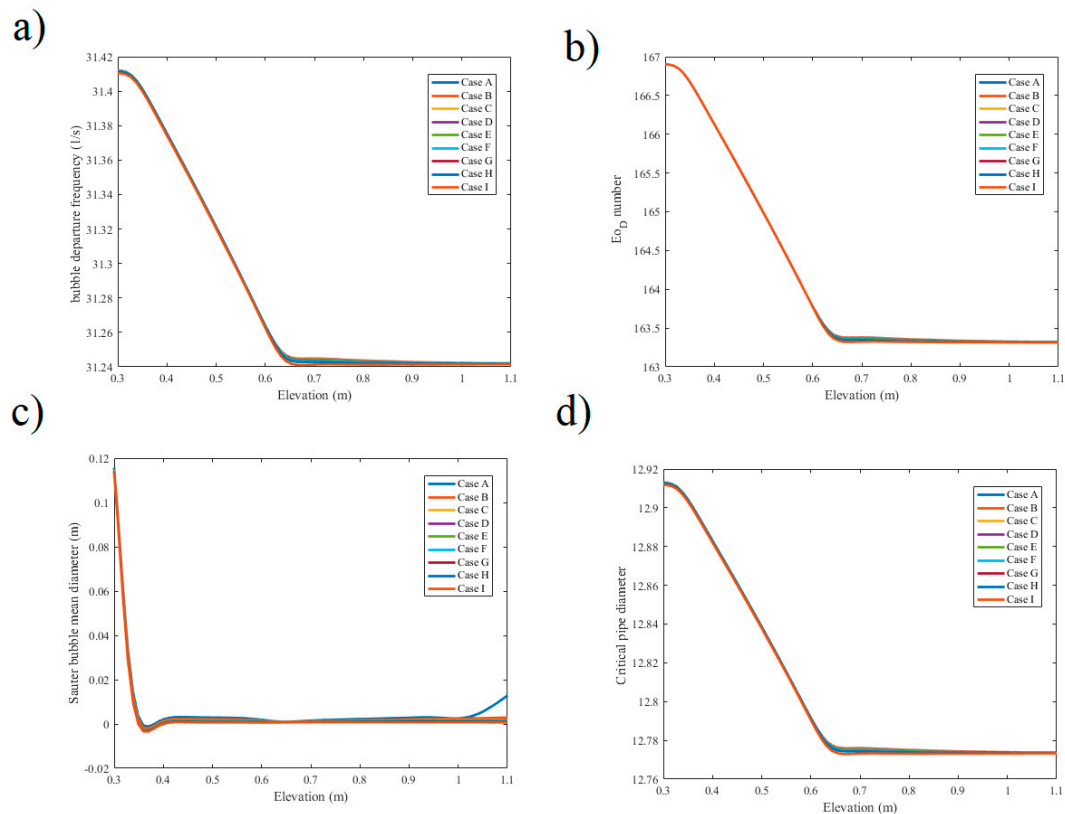 a)
bubble departure frequency (1/s)
31.42
31.4
31.38
31.36
31.34
31.32
31.3
31.28
31.26
31.24
0.3 0.4 0.5 0.6 0.7 0.8 0.9 1 1.1
Elevation (m)
Case A
Case B
Case C
Case D
Case E
Case F
Case G
Case H
Case I
b)
Eo_D number
167
166.5
166
165.5
165
164.5
164
163.5
163
0.3 0.4 0.5 0.6 0.7 0.8 0.9 1 1.1
Elevation (m)
Case A
Case B
Case C
Case D
Case E
Case F
Case G
Case H
Case I
c)
Sauter bubble mean diameter (m)
0.12
0.1
0.08
0.06
0.04
0.02
0
-0.02
0.3 0.4 0.5 0.6 0.7 0.8 0.9 1 1.1
Elevation (m)
Case A
Case B
Case C
Case D
Case E
Case F
Case G
Case H
Case I
d)
Critical pipe diameter
12.92
12.9
12.88
12.86
12.84
12.82
12.8
12.78
12.76
0.3 0.4 0.5 0.6 0.7 0.8 0.9 1 1.1
Elevation (m)
Case A
Case B
Case C
Case D
Case E
Case F
Case G
Case H
Case I